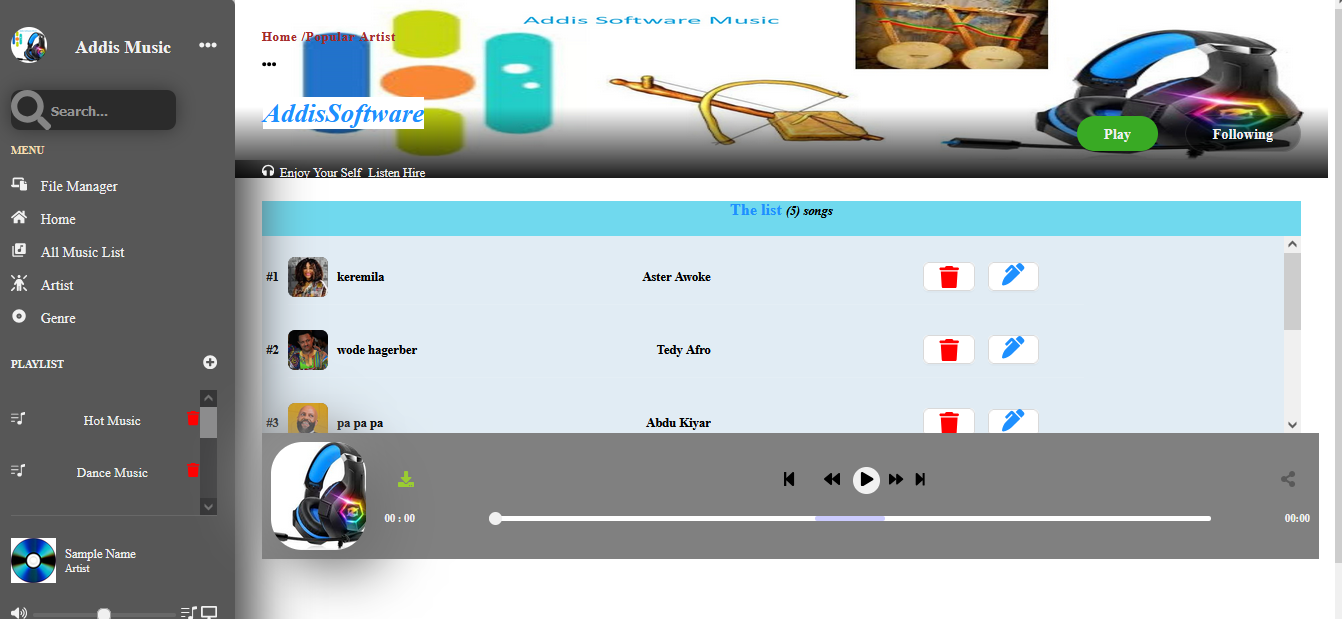 Addis Music
Search...
MENU
File Manager
Home
All Music List
Artist
Genre
PLAYLIST
Hot Music
Dance Music
Sample Name
Artist
Addis Software Music
Home /Popular Artist
AddisSoftware
Play
Following
Enjoy Your Self Listen Hire
The list (5) songs
#1 keremila Aster Awoke
#2 wode hagerber Tedy Afro
#3 pa pa pa Abdu Kiyar
00 : 00
00:00